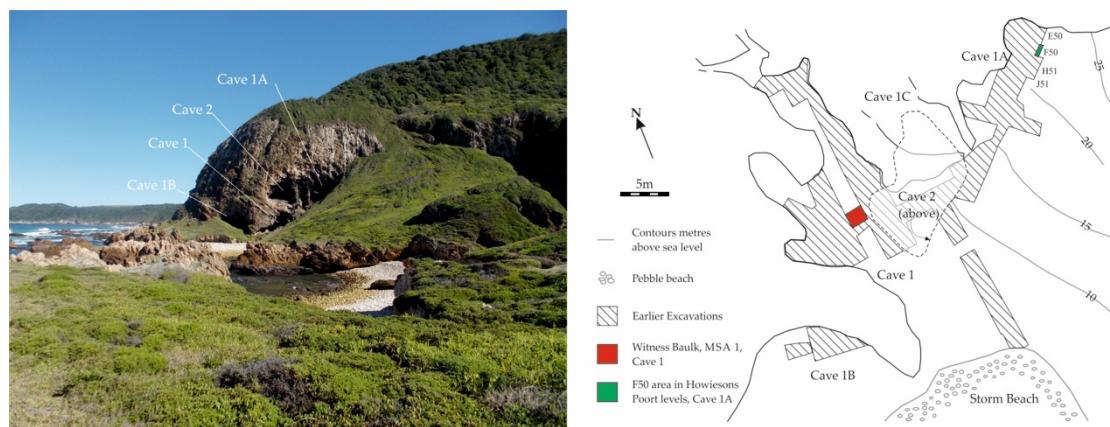 Cave 1A
Cave 2
Cave 1
Cave 1B
N
5m
Contours metres
above sea level
Pebble beach
Earlier Excavations
Witness Baulk, MSA 1,
Cave 1
F50 area in Howiesons
Poort levels, Cave 1A
Cave 1A
E50
F50
H51
J51
25
Cave 1C
20
Cave 2
(above)
15
Cave 1
10
Cave 1B
Storm Beach